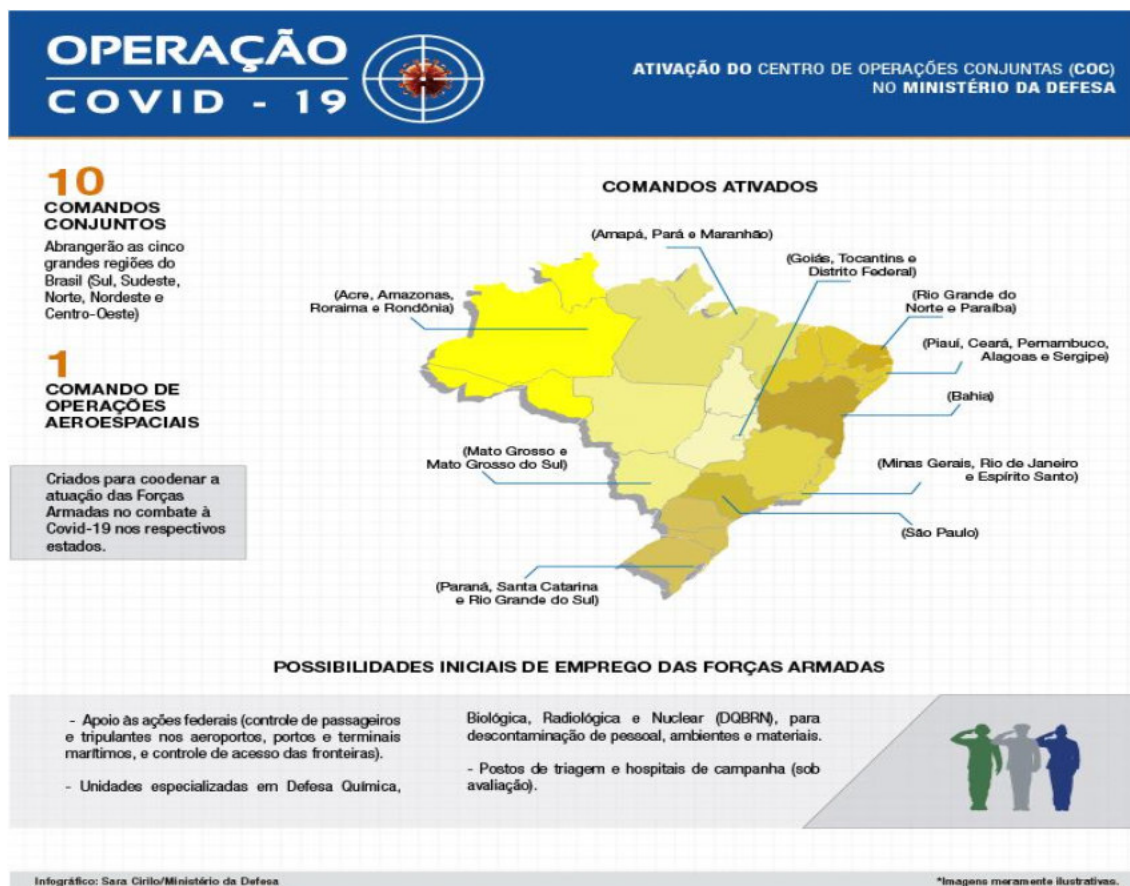 OPERAÇÃO
COVID - 19
ATIVAÇÃO DO CENTRO DE OPERAÇÕES CONJUNTAS (COC)
NO MINISTÉRIO DA DEFESA
10
COMANDOS
CONJUNTOS
Abrangerão as cinco
grandes regiões do
Brasil (Sul, Sudeste,
Norte, Nordeste e
Centro-Oeste)
1
COMANDO DE
OPERAÇÕES
AEROESPACIAIS
Criados para coodenar a
atuação das Forças
Armadas no combate à
Covid-19 nos respectivos
estados.
COMANDOS ATIVADOS
(Amapá, Pará e Maranhão)
(Goiás, Tocantins e
Distrito Federal)
(Acre, Amazonas,
Roraima e Rondônia)
(Rio Grande do
Norte e Paraíba)
(Piauí, Ceará, Pernambuco,
Alagoas e Sergipe)
(Bahia)
(Mato Grosso e
Mato Grosso do Sul)
(Minas Gerais, Rio de Janeiro
e Espírito Santo)
(São Paulo)
(Paraná, Santa Catarina
e Rio Grande do Sul)
POSSIBILIDADES INICIAIS DE EMPREGO DAS FORÇAS ARMADAS
- Apoio às ações federais (controle de passageiros
e tripulantes nos aeroportos, portos e terminais
marítimos, e controle de acesso das fronteiras).
- Unidades especializadas em Defesa Química,
Biológica, Radiológica e Nuclear (DQBRN), para
descontaminação de pessoal, ambientes e materiais.
- Postos de triagem e hospitais de campanha (sob
avaliação).
Infográfico: Sara Cirilo/Ministério da Defesa
*Imagens meramente ilustrativas.